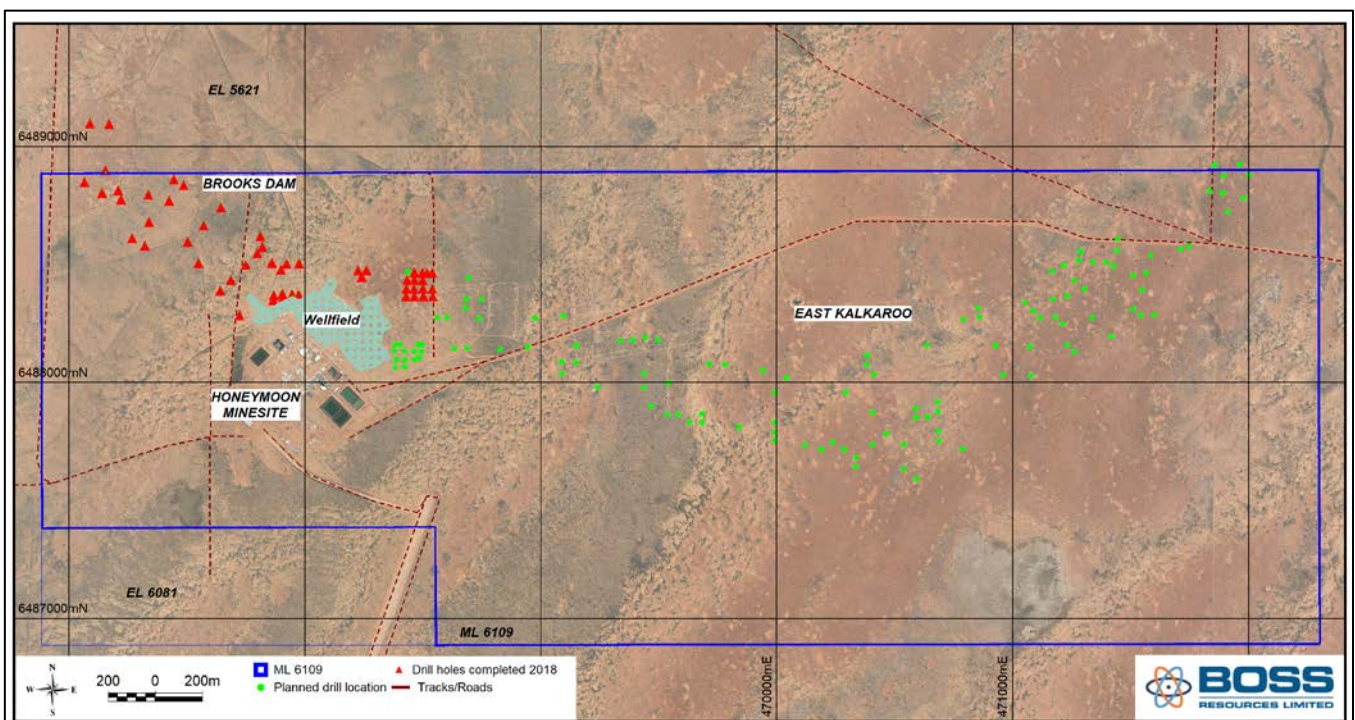 EL 5621
6489000mN
BROOKS DAM
Wellfield
EAST KALKAROO
6488000mN
HONEYMOON
MINESITE
EL 6081
6487000mN
ML 6109
470000mE
471000mE
N
W E
S
200 0 200m
ML 6109
Drill holes completed 2018
Planned drill location
Tracks/Roads
BOSS
RESOURCES LIMITED